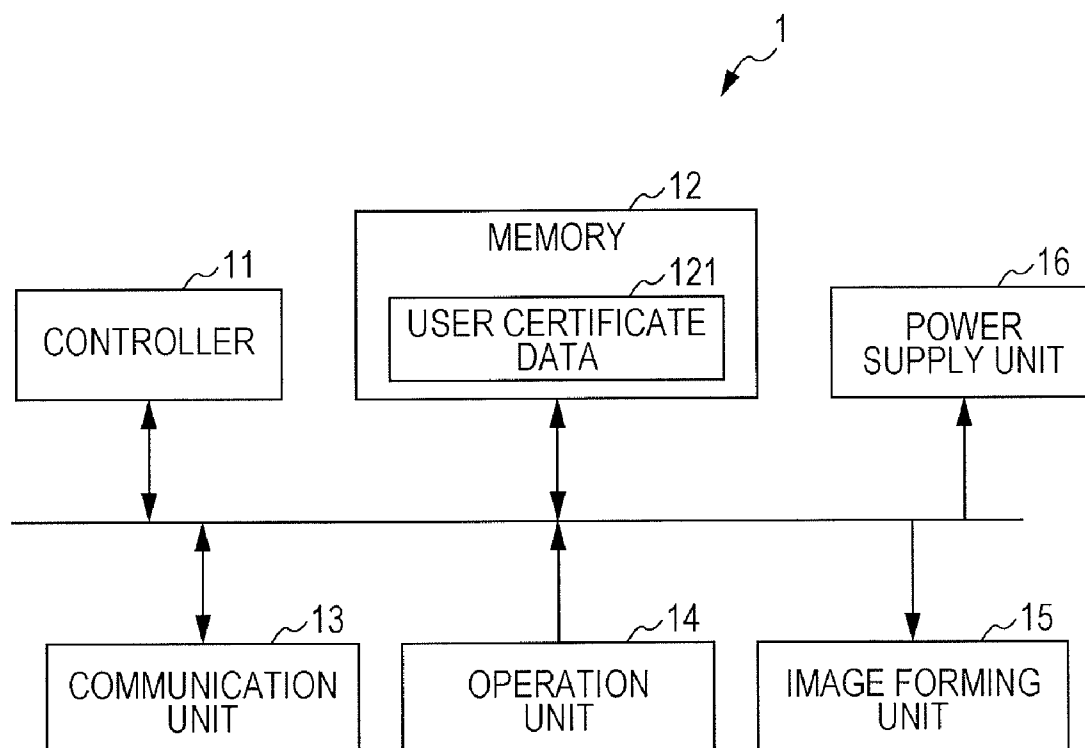 1
12
MEMORY
11
CONTROLLER
121
USER CERTIFICATE
DATA
16
POWER
SUPPLY UNIT
13
COMMUNICATION
UNIT
14
OPERATION
UNIT
15
IMAGE FORMING
UNIT